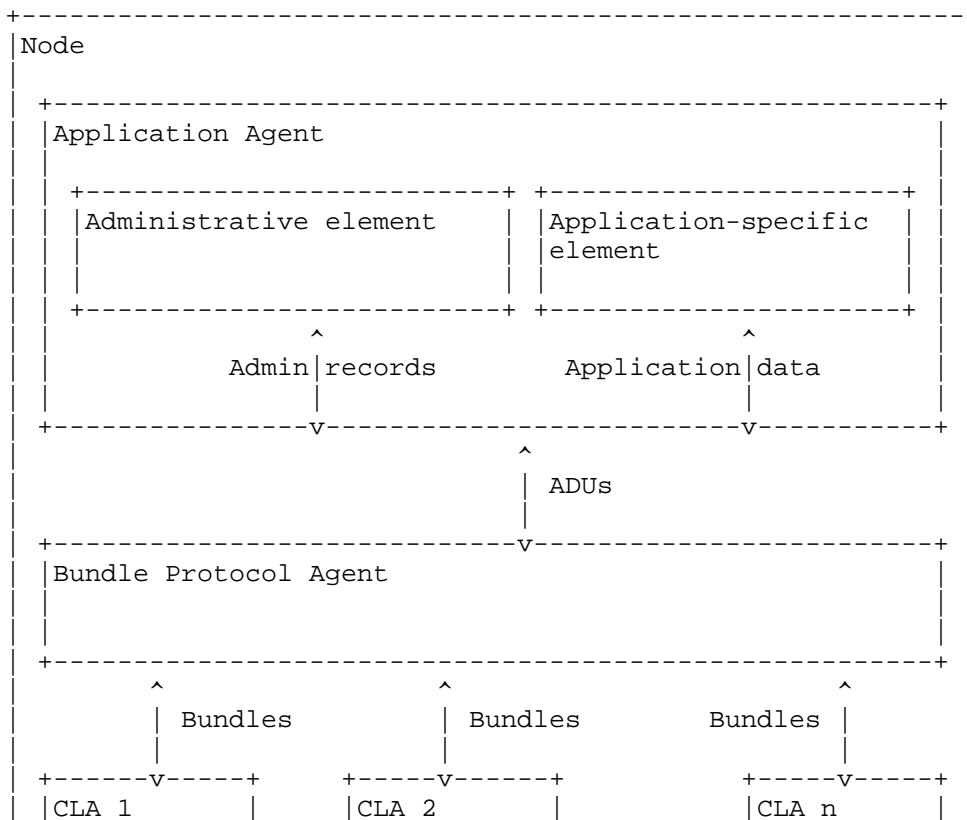 Node
Application Agent
Administrative element Application-specific
element
Admin records Application data
ADUs
Bundle Protocol Agent
Bundles Bundles Bundles
CLA 1 CLA 2 CLA n